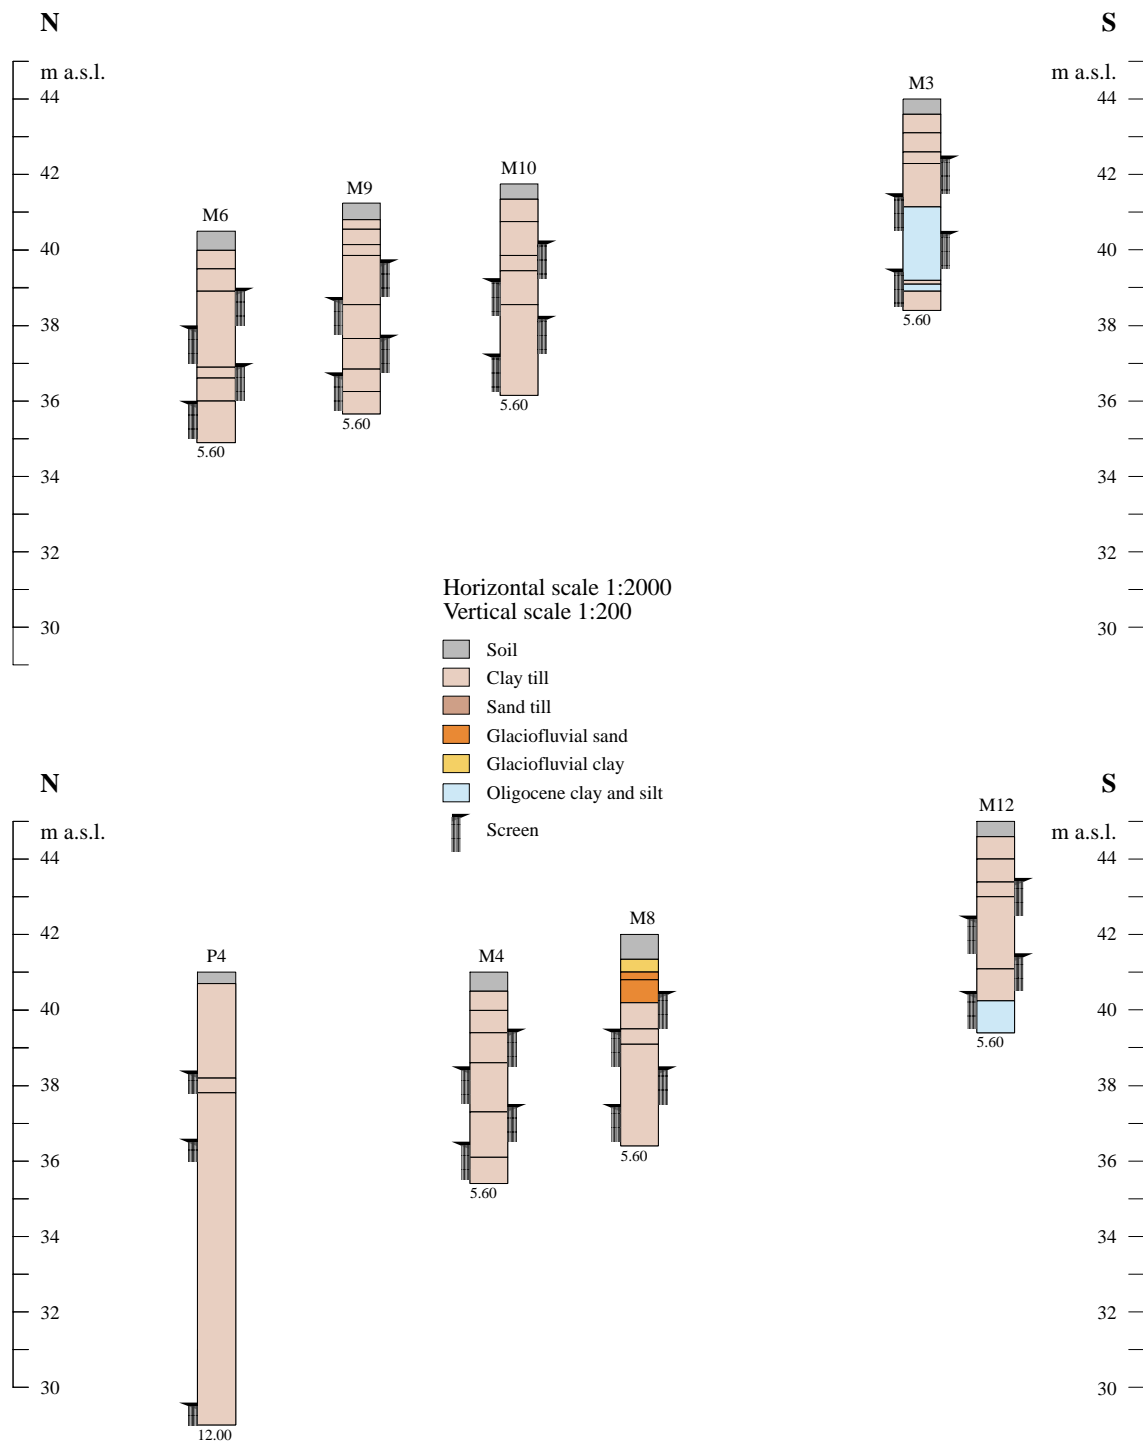 N
S
m a.s.l.
m a.s.l.
44
44
M3
42
42
M10
M9
M6
40
40
38
38
5.60
36
36
5.60
5.60
5.60
34
34
32
32
30
30
Horizontal scale 1:2000
Vertical scale 1:200
Soil
Clay till
Sand till
Glaciofluvial sand
Glaciofluvial clay
Oligocene clay and silt
Screen
N
S
m a.s.l.
m a.s.l.
M12
44
44
42
42
M8
P4
M4
40
40
5.60
38
38
36
36
5.60
5.60
34
34
32
32
30
30
12.00